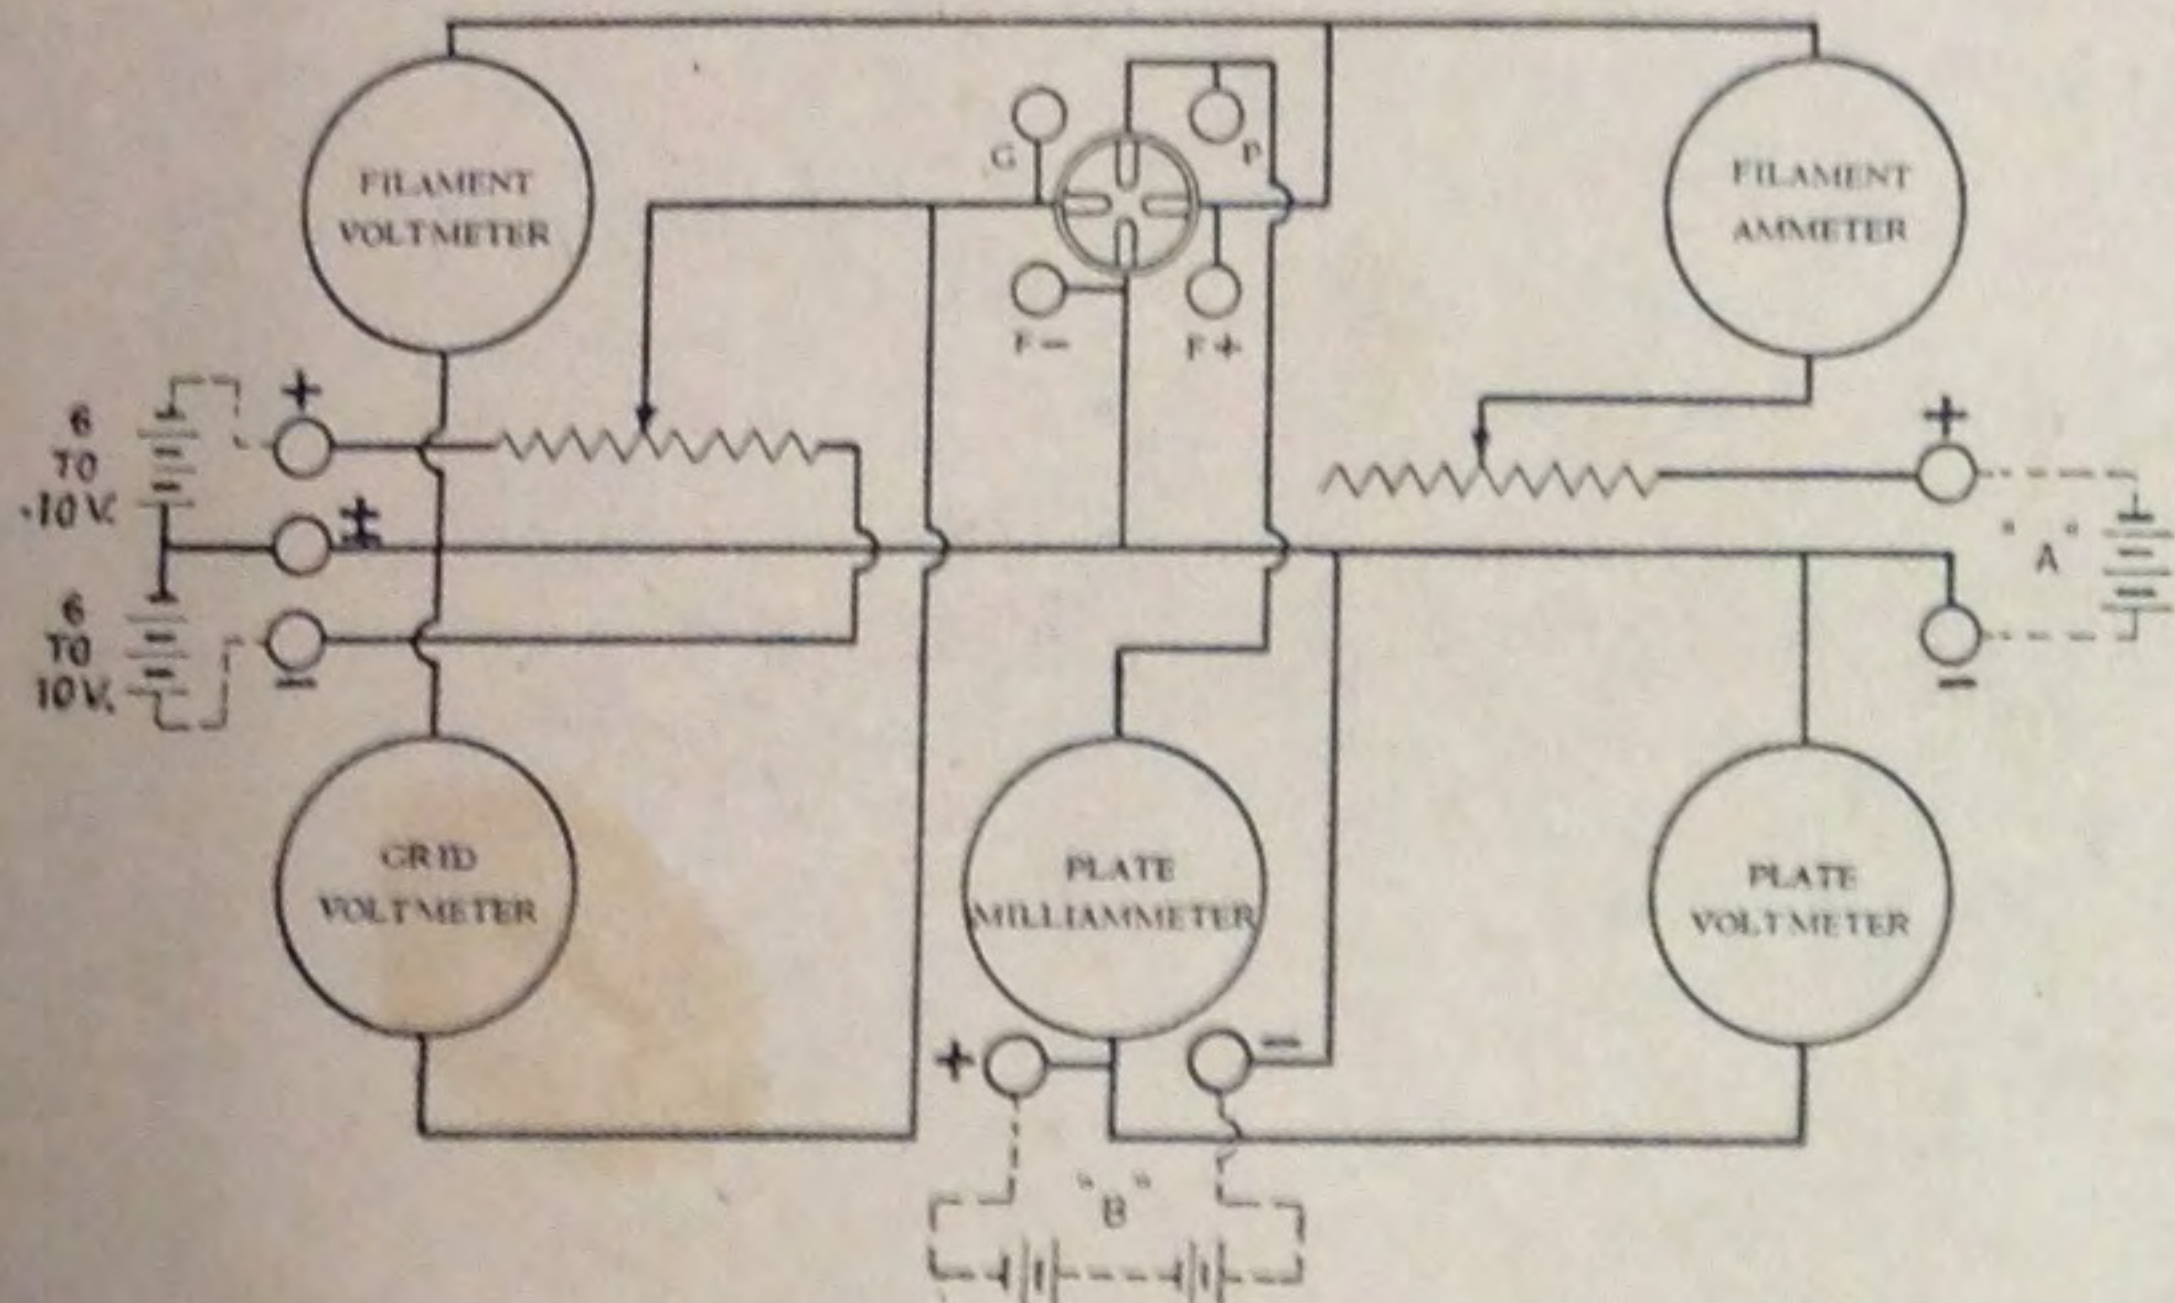 FILAMENT
VOLTMETER
G
P
FILAMENT
AMMETER
F-
F+
6
TO
10 V.
+
±
+
"A"
6
TO
10 V.
-
-
GRID
VOLTMETER
PLATE
MILLIAMMETER
PLATE
VOLTMETER
+
-
"B"